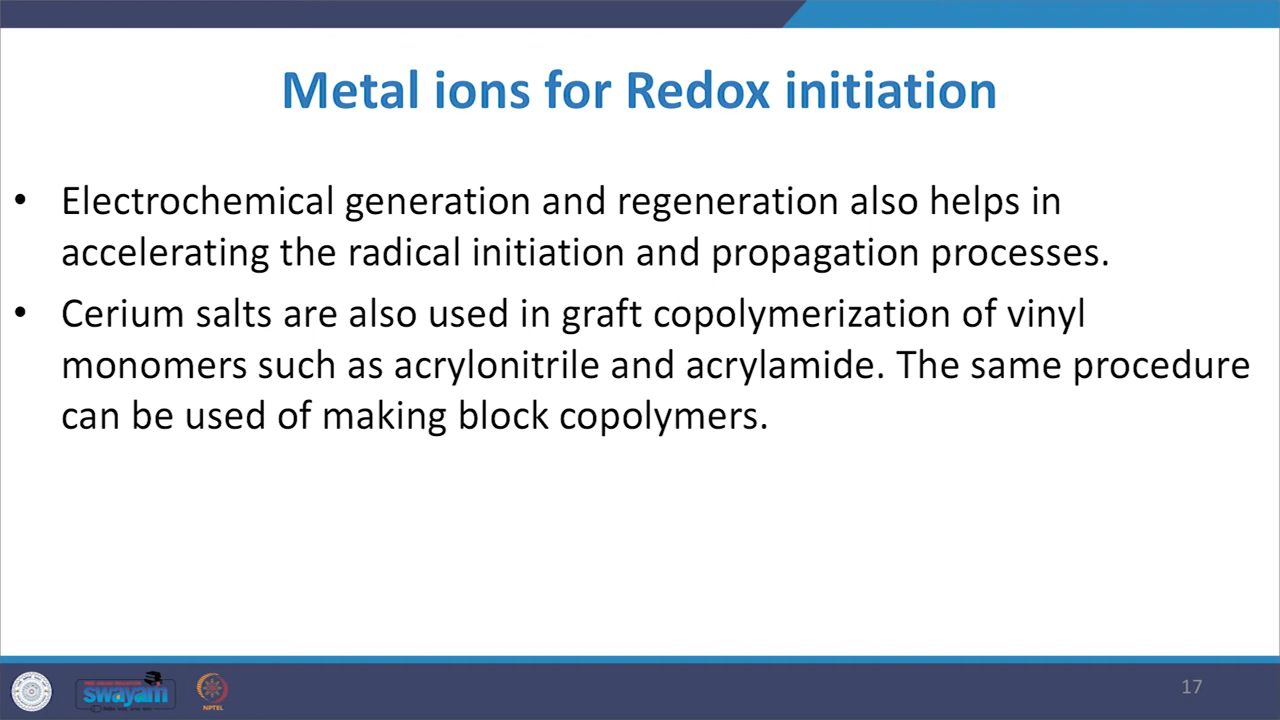 Metal ions for Redox initiation
• Electrochemical generation and regeneration also helps in
accelerating the radical initiation and propagation processes.
• Cerium salts are also used in graft copolymerization of vinyl
monomers such as acrylonitrile and acrylamide. The same procedure
can be used of making block copolymers.
swayam
NPTEL
17